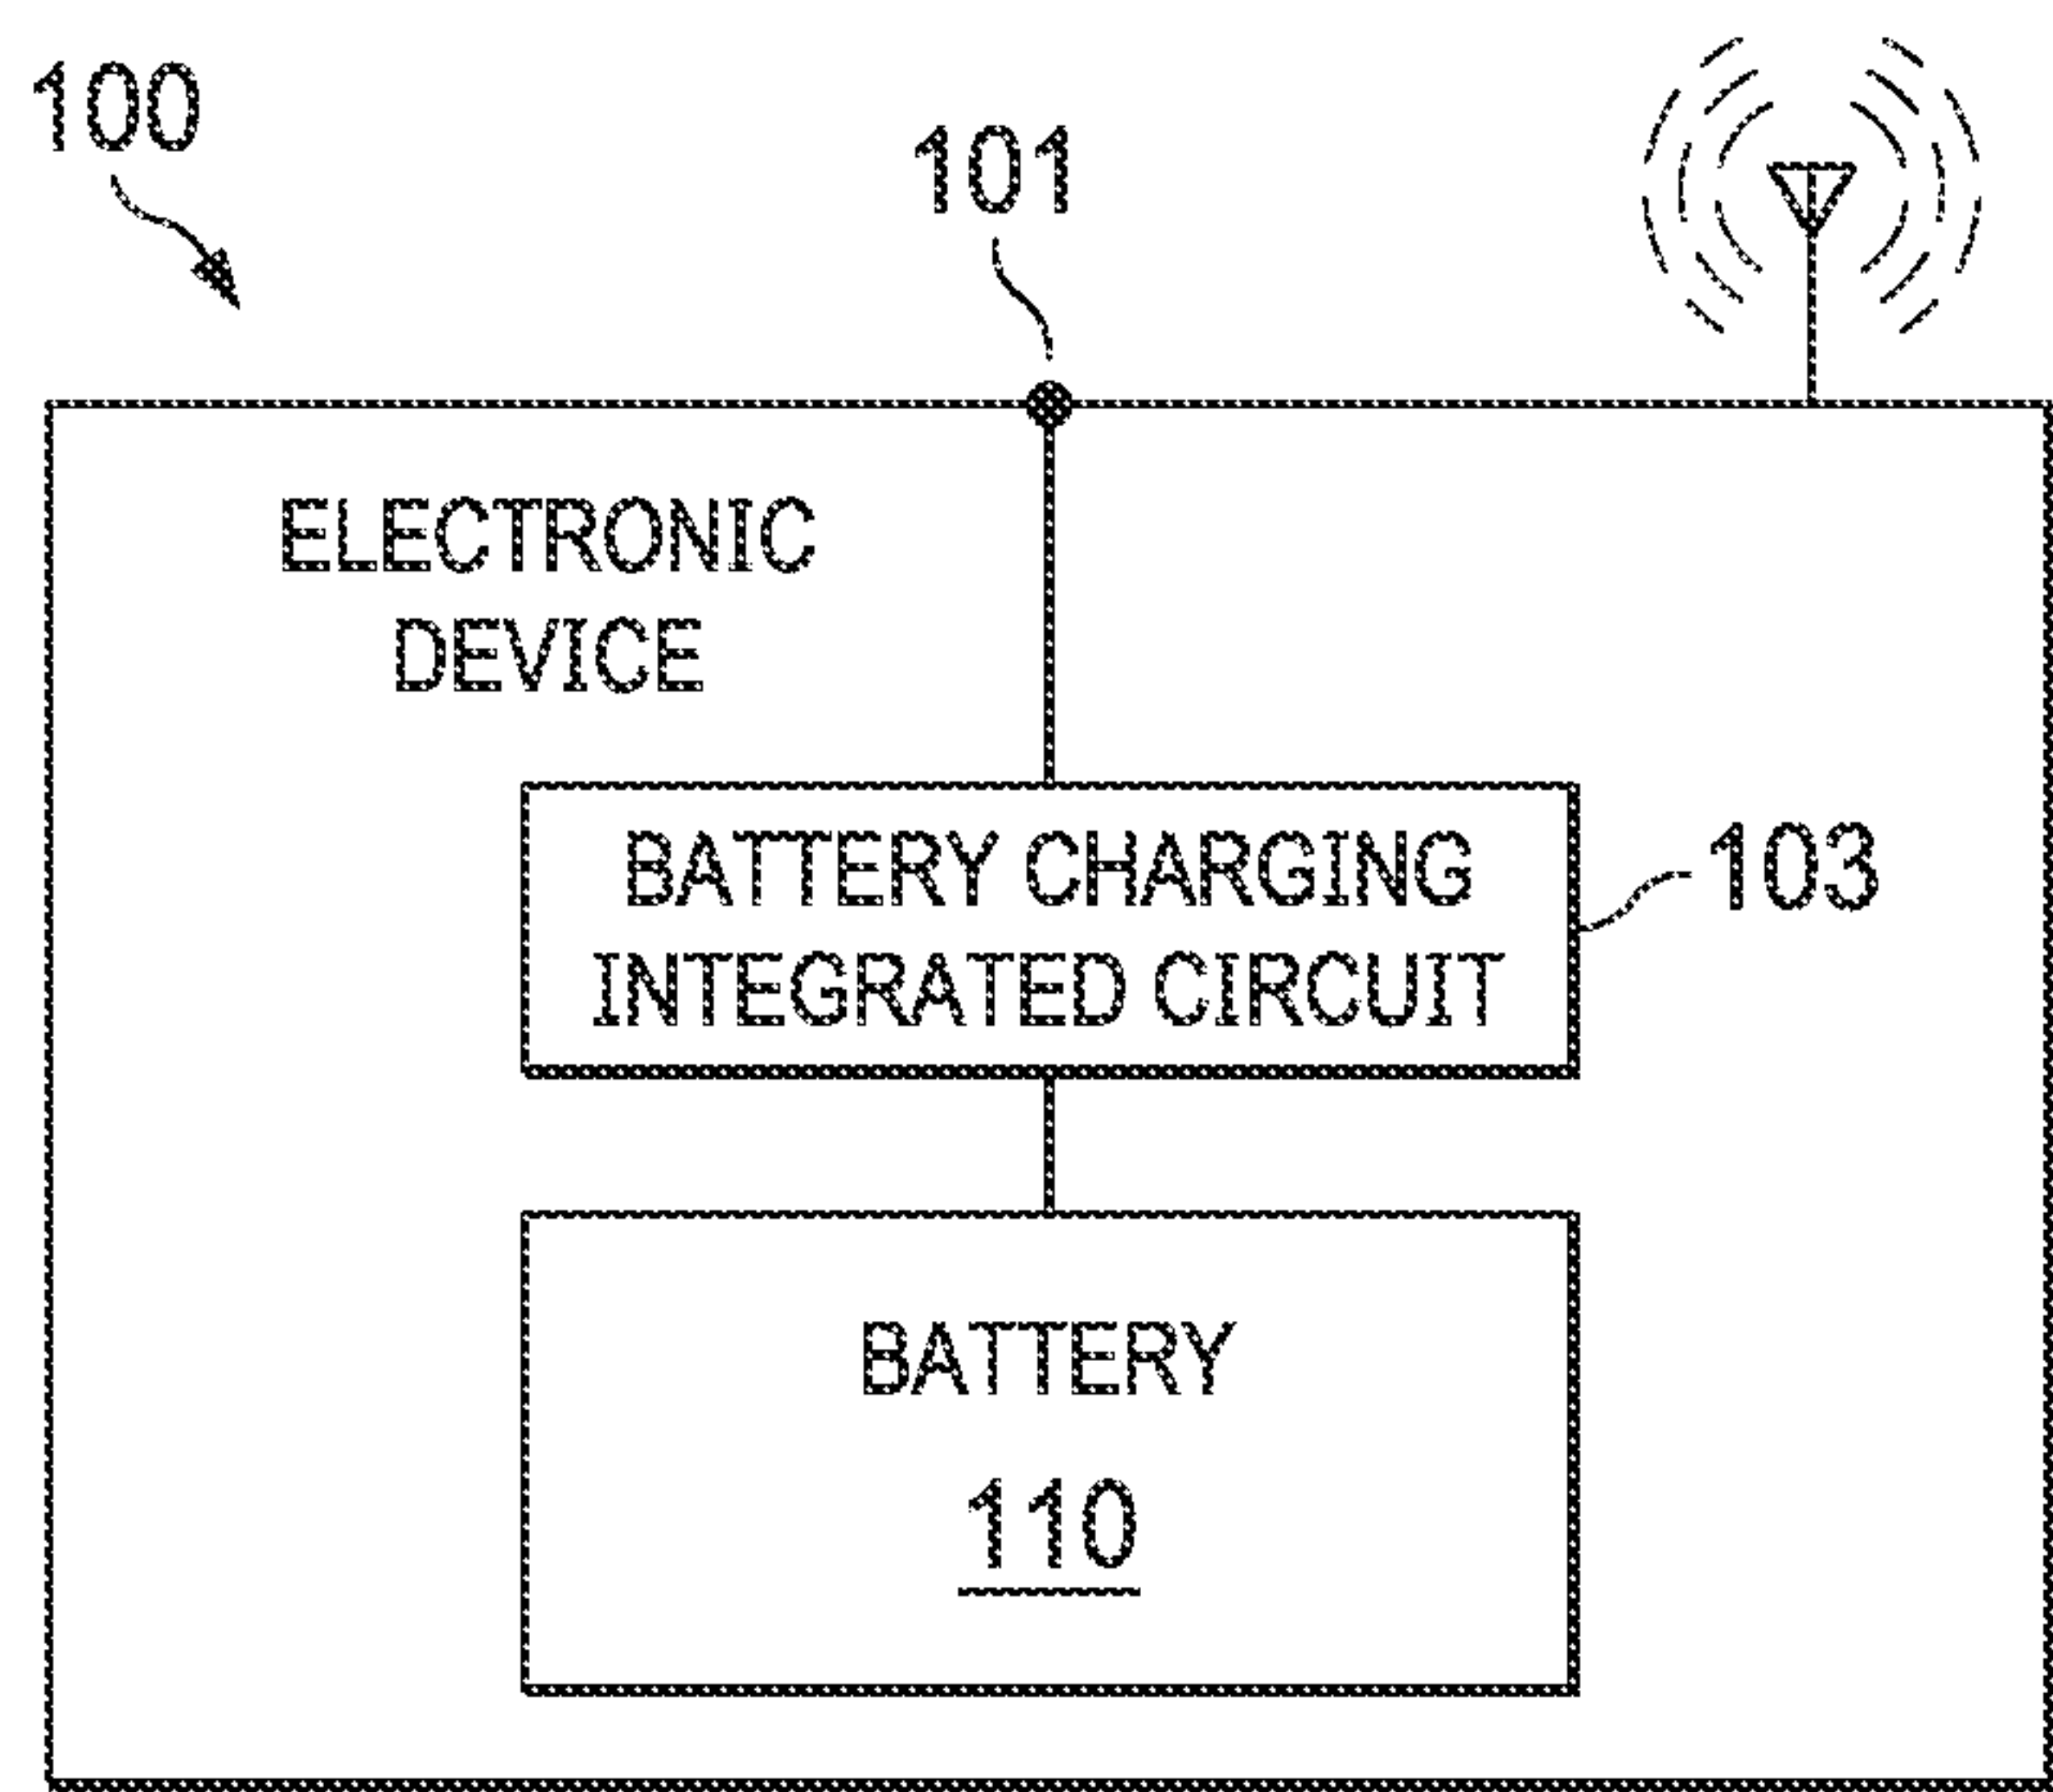 100
101
ELECTRONIC
DEVICE
BATTERY CHARGING
INTEGRATED CIRCUIT
103
BATTERY
110